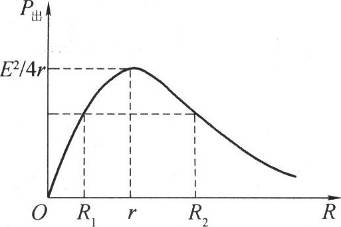 P出
E²/4r
O R₁ r R₂ R